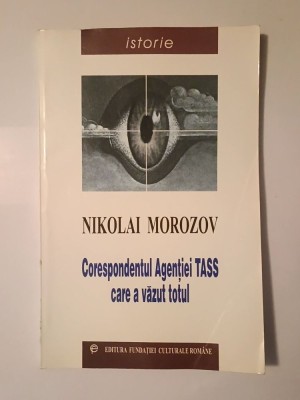 istorie
NIKOLAI MOROZOV
Corespondentul Agenţiei TASS
care a văzut totul
EDITURA FUNDAŢIEI CULTURALE ROMÂNE